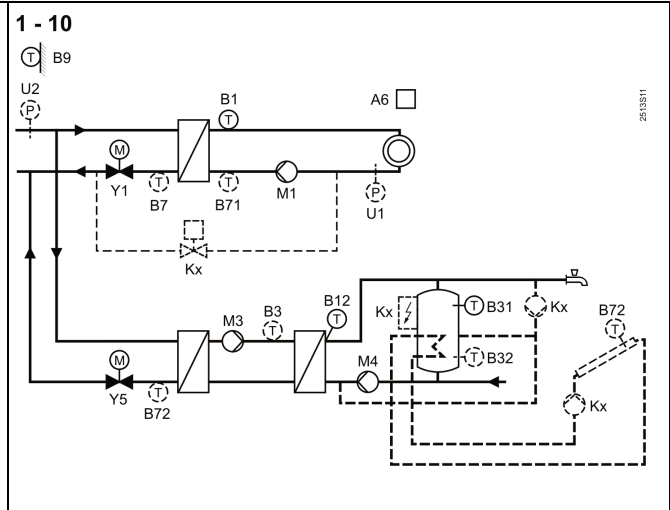 1 - 10
T B9
U2
P
B1
T
A6
2513S11
M
Y1
T
B7
T
B71
M1
P
U1
Kx
M
Y5
T
B72
M3
B3
T
B12
T
M4
Kx
T B31
T B32
Kx
B72
T
Kx